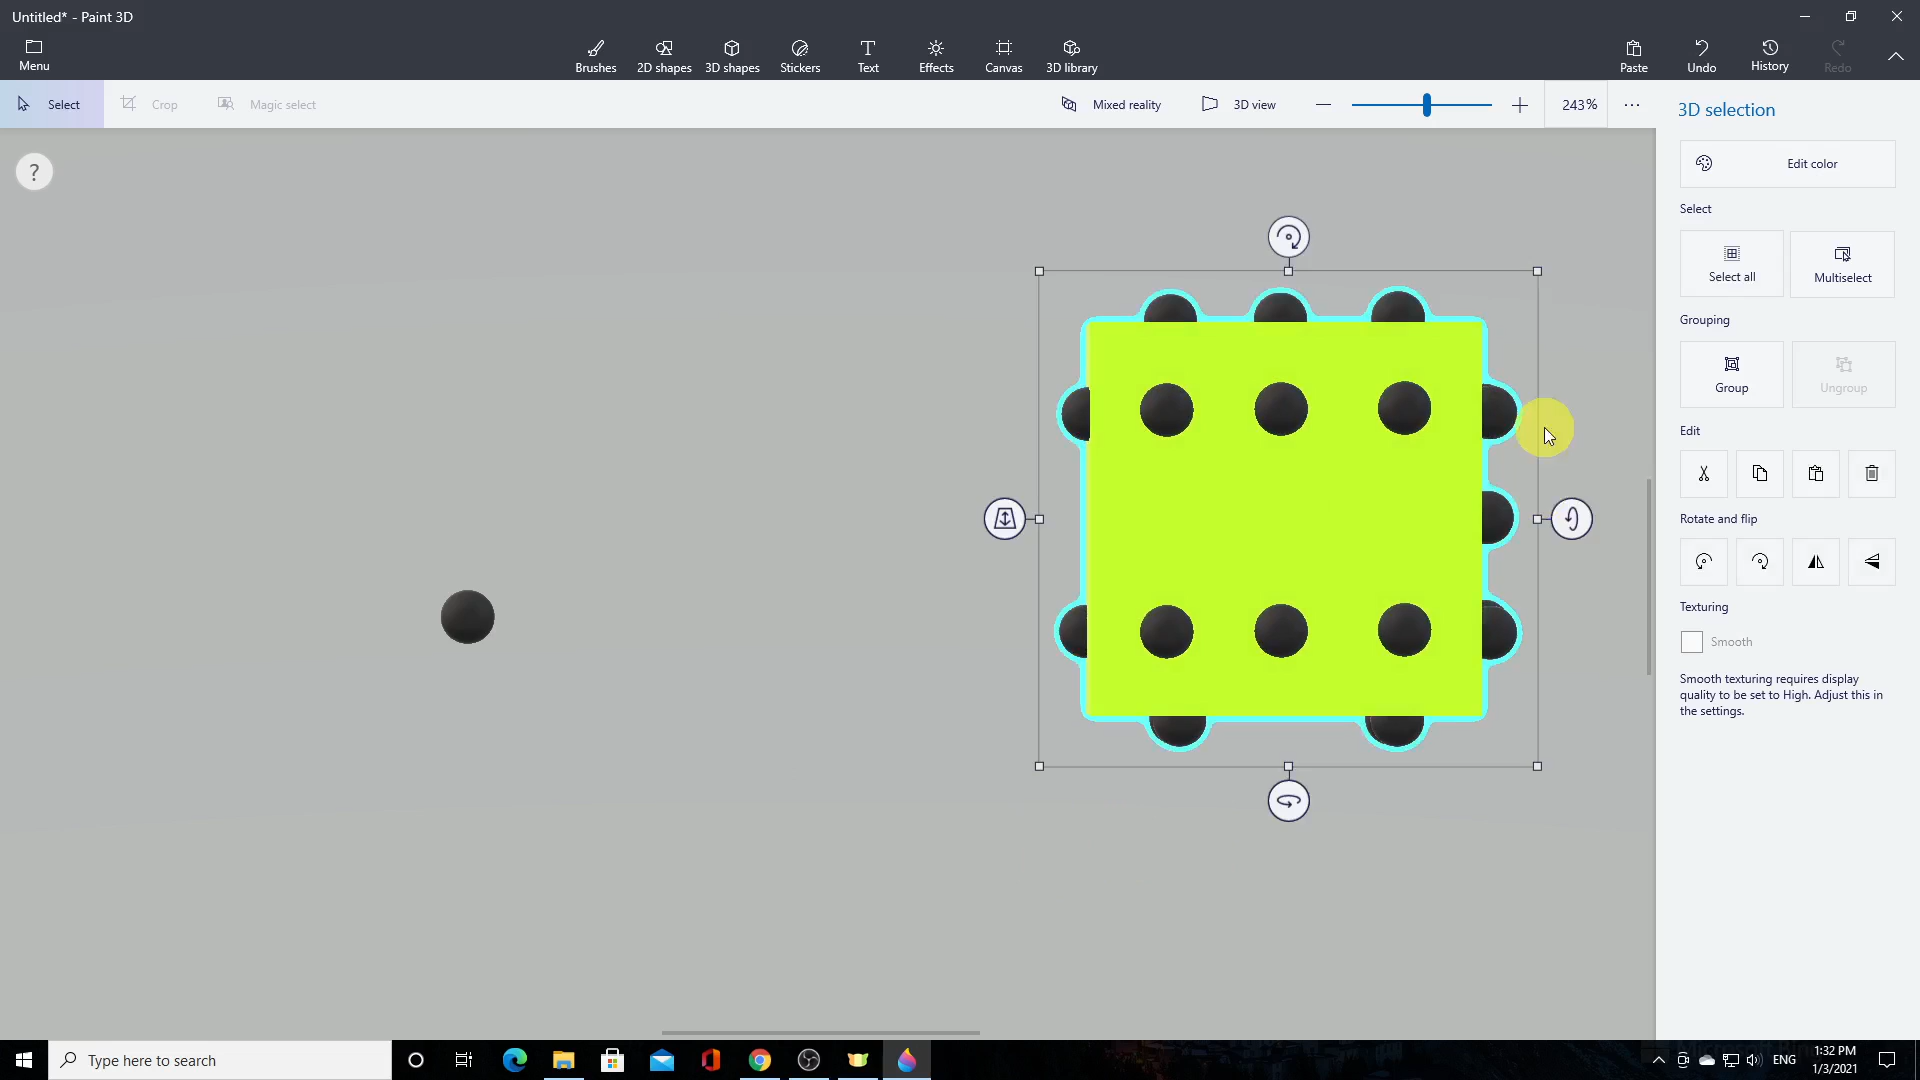 Untitled* - Paint 3D
Menu
Brushes
2D shapes
3D shapes
Stickers
Text
Effects
Canvas
3D library
Paste
Undo
History
Redo
Select
Crop
Magic select
Mixed reality
3D view
243%
?
3D selection
Edit color
Select
Select all
Multiselect
Grouping
Group
Ungroup
Edit
Rotate and flip
Texturing
Smooth
Smooth texturing requires display
quality to be set to High. Adjust this in
the settings.
Type here to search
ENG
1:32 PM
1/3/2021